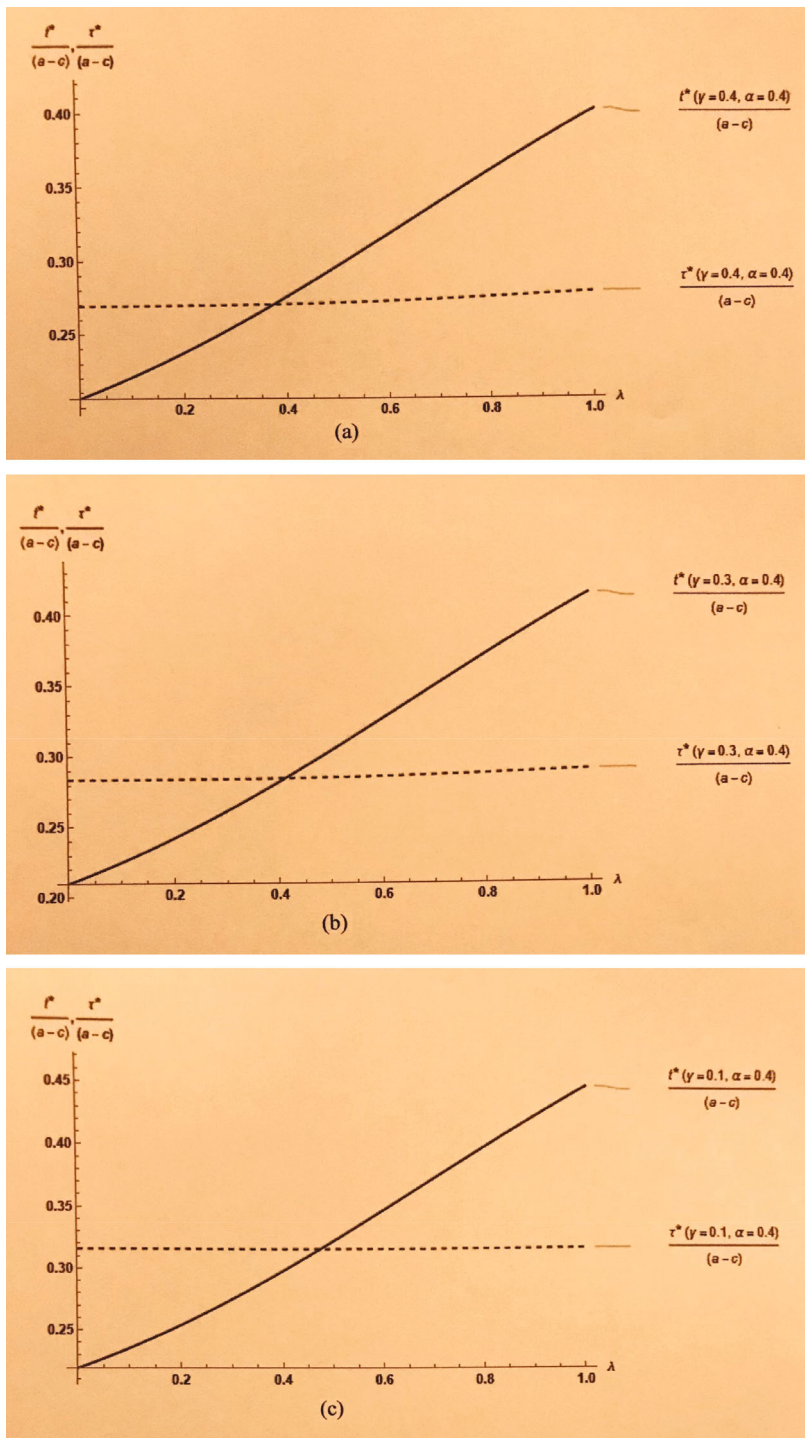 t* τ*
(a–c), (a–c)
0.40
0.35
0.30
0.25
0.2 0.4 0.6 0.8 1.0 λ
t* (γ=0.4, α=0.4)
(a–c)
τ* (γ=0.4, α=0.4)
(a–c)
(a)
t* τ*
(a–c), (a–c)
0.40
0.35
0.30
0.25
0.20
0.2 0.4 0.6 0.8 1.0 λ
t* (γ=0.3, α=0.4)
(a–c)
τ* (γ=0.3, α=0.4)
(a–c)
(b)
t* τ*
(a–c), (a–c)
0.45
0.40
0.35
0.30
0.25
0.2 0.4 0.6 0.8 1.0 λ
t* (γ=0.1, α=0.4)
(a–c)
τ* (γ=0.1, α=0.4)
(a–c)
(c)